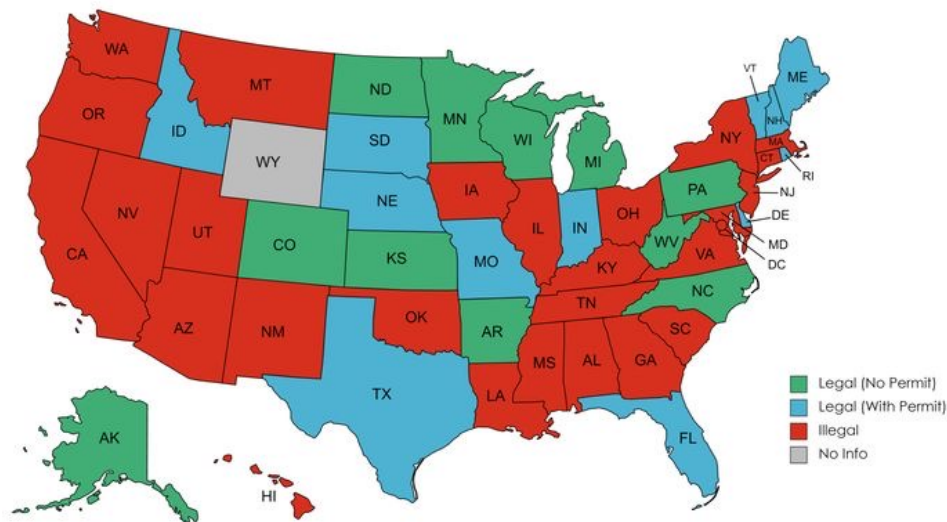 WA
OR
CA
NV
ID
MT
WY
UT
AZ
CO
NM
ND
SD
NE
KS
OK
TX
MN
IA
MO
AR
LA
WI
IL
MI
IN
OH
KY
TN
MS
AL
GA
FL
SC
NC
VA
WV
PA
NY
VT
NH
ME
MA
CT
RI
NJ
DE
MD
DC
AK
HI
Legal (No Permit)
Legal (With Permit)
Illegal
No Info